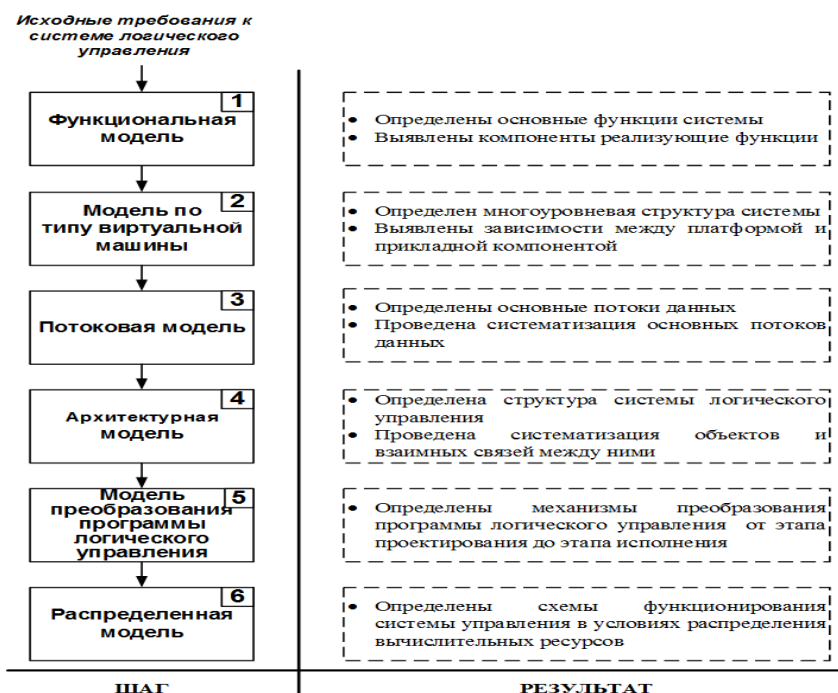 Исходные требования к
системе логического
управления
1
Функциональная
модель
• Определены основные функции системы
• Выявлены компоненты реализующие функции
2
Модель по
типу виртуальной
машины
• Определен многоуровневая структура системы
• Выявлены зависимости между платформой и
прикладной компонентой
3
Потоковая модель
• Определены основные потоки данных
• Проведена систематизация основных потоков
данных
4
Архитектурная
модель
• Определена структура системы логического
управления
• Проведена систематизация объектов и
взаимных связей между ними
5
Модель
преобразования
программы
логического
управления
• Определены механизмы преобразования
программы логического управления от этапа
проектирования до этапа исполнения
6
Распределенная
модель
• Определены схемы функционирования
системы управления в условиях распределения
вычислительных ресурсов
ШАГ
РЕЗУЛЬТАТ